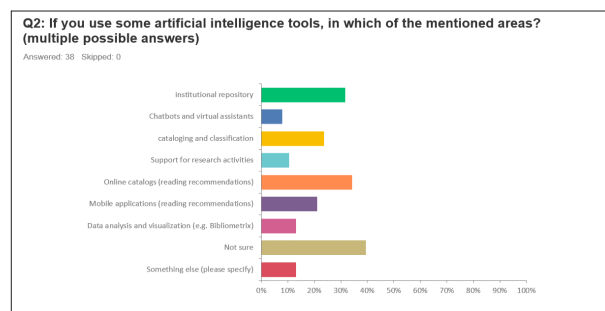 Q2: If you use some artificial intelligence tools, in which of the mentioned areas?
(multiple possible answers)
Answered: 38 Skipped: 0
institutional repository
Chatbots and virtual assistants
cataloging and classification
Support for research activities
Online catalogs (reading recommendations)
Mobile applications (reading recommendations)
Data analysis and visualization (e.g. Bibliometrix)
Not sure
Something else (please specify)
0% 10% 20% 30% 40% 50% 60% 70% 80% 90% 100%